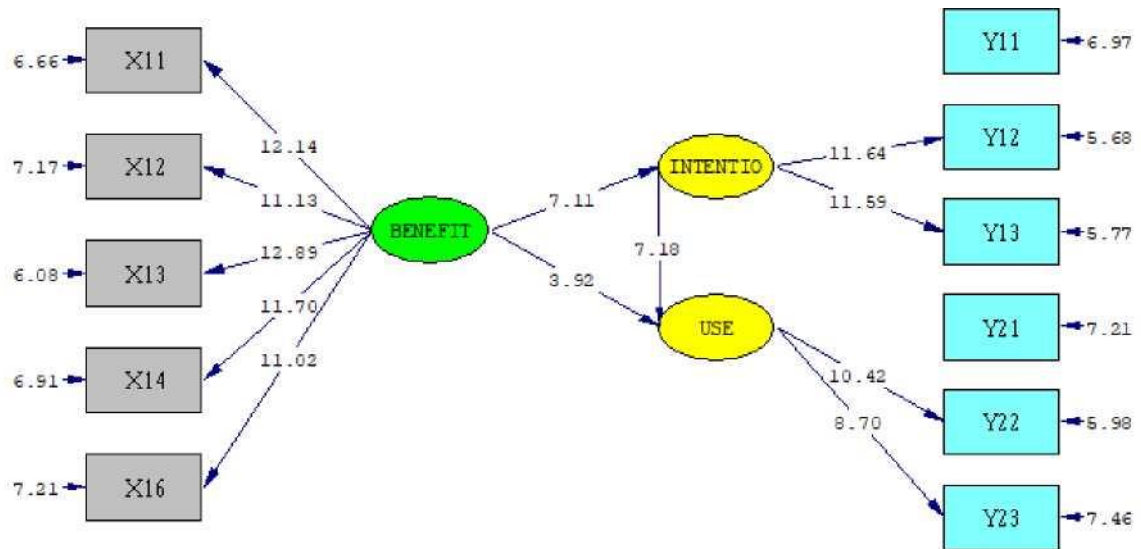 6.66
X11
7.17
X12
6.08
X13
6.91
X14
7.21
X16
12.14
11.13
12.89
11.70
11.02
BENEFIT
7.11
3.92
INTENTIO
7.18
USE
11.64
11.59
10.42
8.70
Y11
6.97
Y12
5.68
Y13
5.77
Y21
7.21
Y22
5.98
Y23
7.46